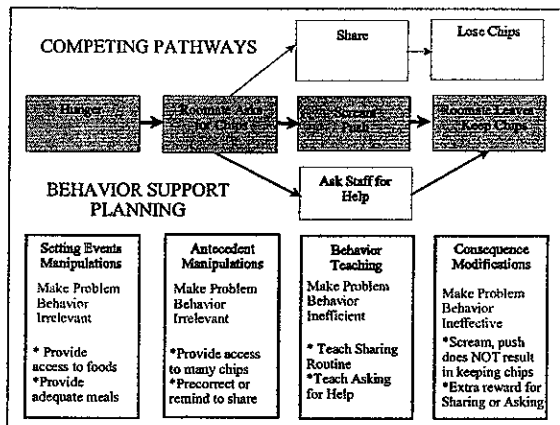 COMPETING PATHWAYS
Share
Lose Chips
Hunger
Roomate Asks
for Chips
Scream
Push
Roomate Leaves
Keep Chips
Ask Staff for
Help
BEHAVIOR SUPPORT
PLANNING
Setting Events
Manipulations
Make Problem
Behavior
Irrelevant
* Provide
access to foods
*Provide
adequate meals
Antecedent
Manipulations
Make Problem
Behavior
Irrelevant
*Provide access
to many chips
*Precorrect or
remind to share
Behavior
Teaching
Make Problem
Behavior
Inefficient
* Teach Sharing
Routine
*Teach Asking
for Help
Consequence
Modifications
Make Problem
Behavior
Ineffective
*Scream, push
does NOT result
in keeping chips
*Extra reward for
Sharing or Asking